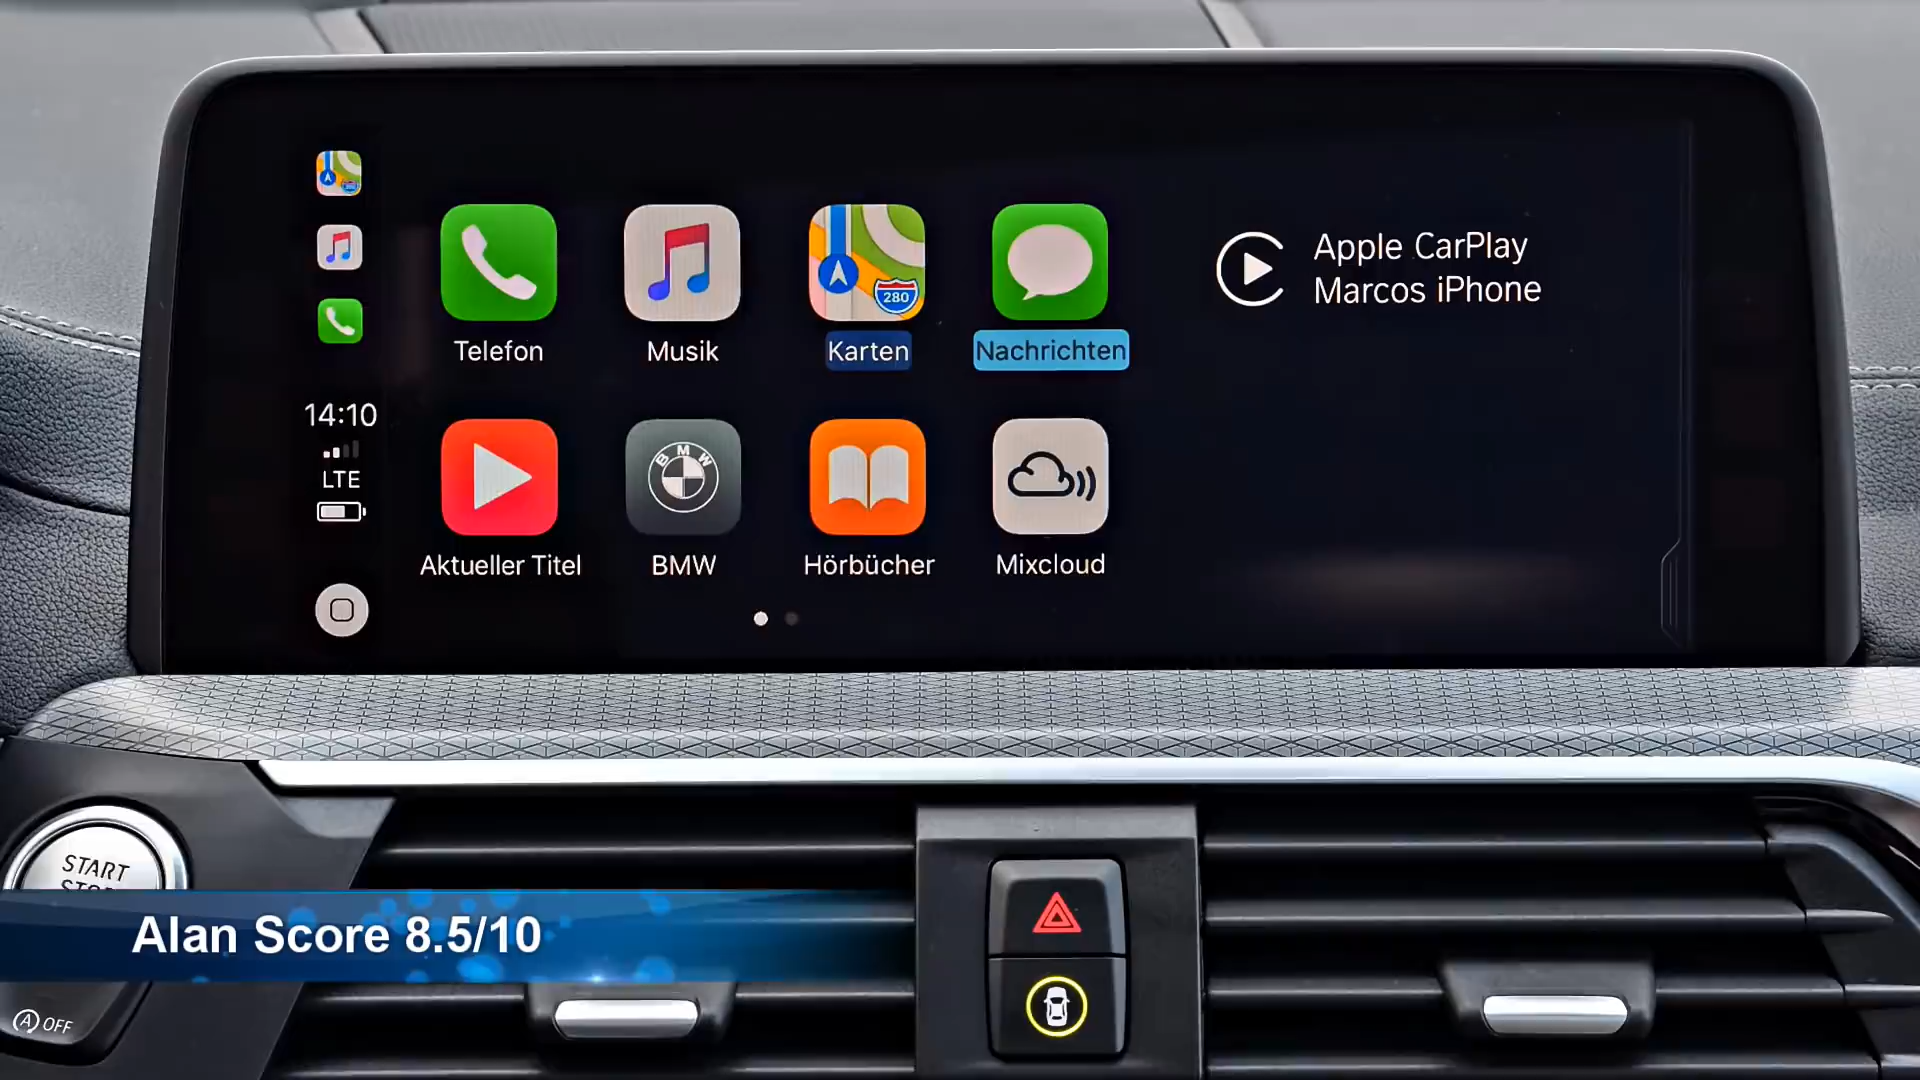 280
Telefon
Musik
Karten
Nachrichten
Apple CarPlay
Marcos iPhone
14:10
LTE
BMW
Aktueller Titel
BMW
Hörbücher
Mixcloud
START
Alan Score 8.5/10
A OFF